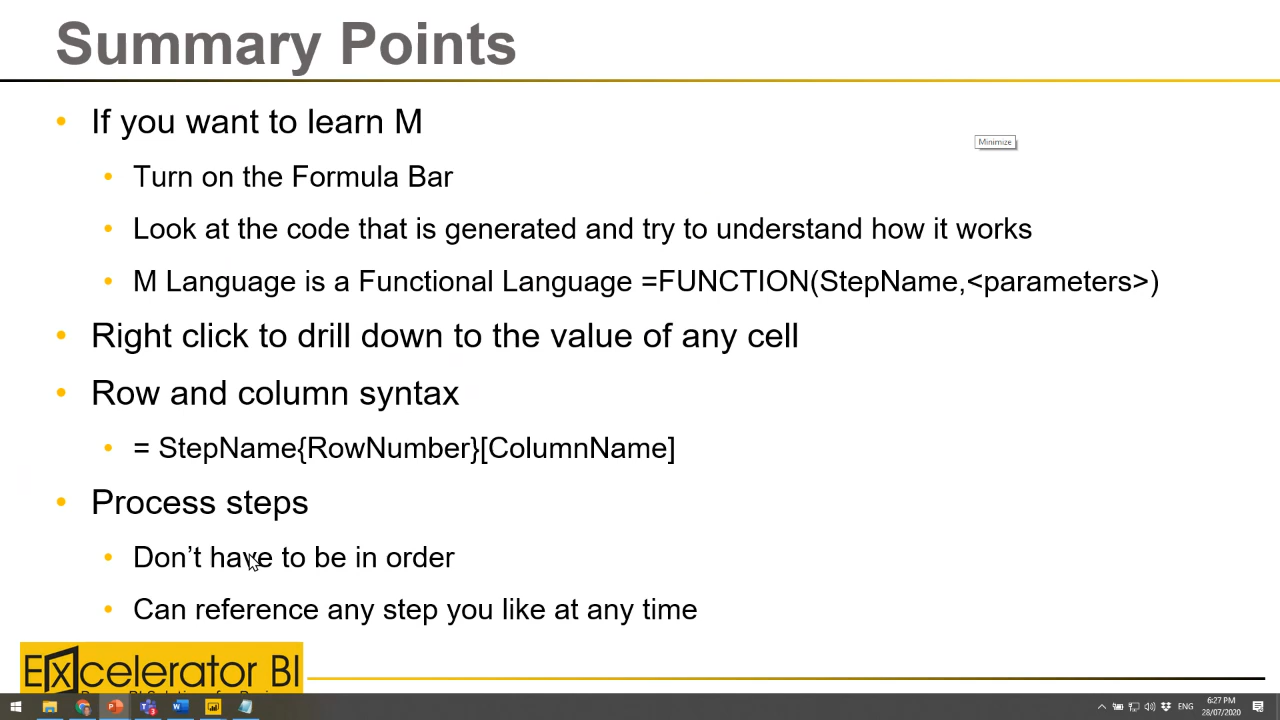 Summary Points
• If you want to learn M
• Turn on the Formula Bar
• Look at the code that is generated and try to understand how it works
• M Language is a Functional Language =FUNCTION(StepName,<parameters>)
• Right click to drill down to the value of any cell
• Row and column syntax
• = StepName{RowNumber}[ColumnName]
• Process steps
• Don’t have to be in order
• Can reference any step you like at any time
Minimize
Excelerator BI
ENG
6:27 PM
28/07/2020